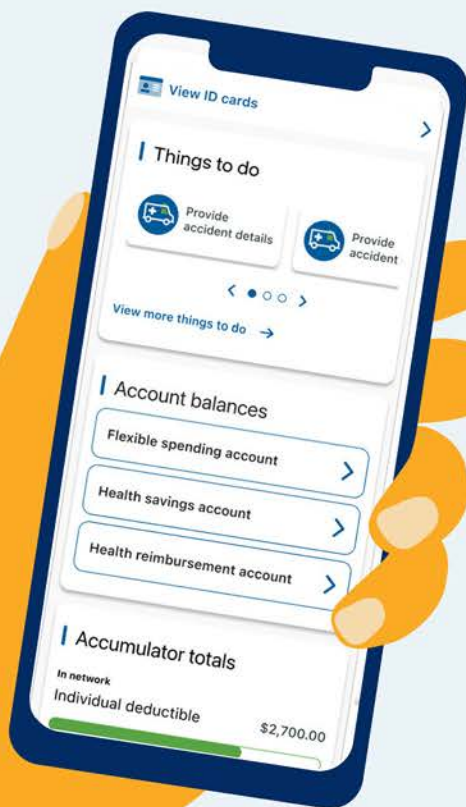 View ID cards
Things to do
Provide
accident details
Provide
accident
View more things to do
Account balances
Flexible spending account
Health savings account
Health reimbursement account
Accumulator totals
In network
Individual deductible $2,700.00